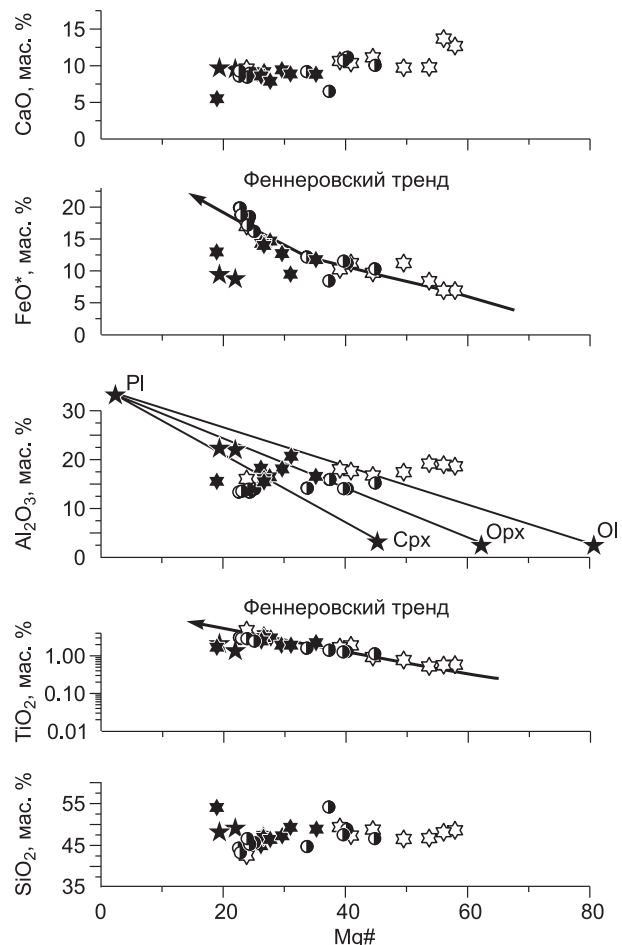 CaO, мас. %
15
10
5
0
Феннеровский тренд
FeO*, мас. %
20
15
10
5
0
Pl
Al₂O₃, мас. %
30
20
10
0
Cpx
Opx
Ol
Феннеровский тренд
TiO₂, мас. %
1.00
0.10
0.01
SiO₂, мас. %
55
45
35
0
20
40
60
80
Mg#